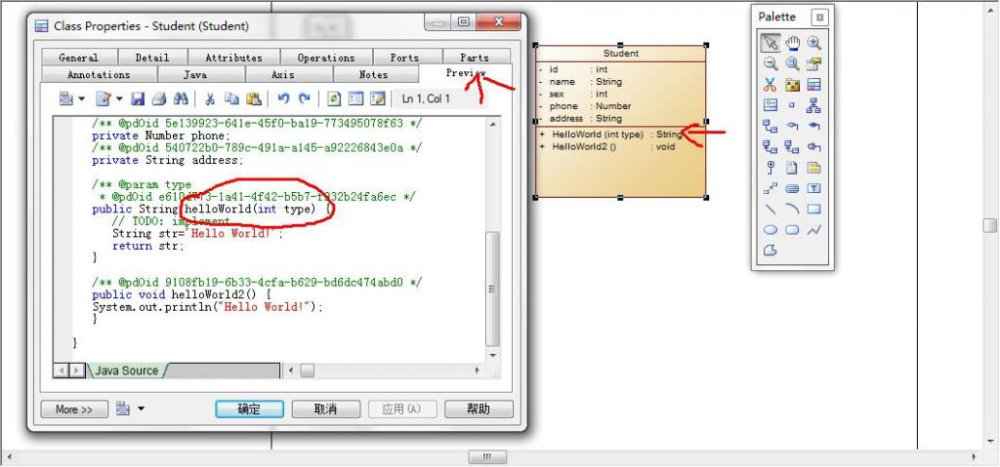 Class Properties - Student (Student)
General
Detail
Attributes
Operations
Ports
Parts
Annotations
Java
Axis
Notes
Preview
Ln 1, Col 1
/** @pdOid 5e139923-641e-45f0-ba19-773495078f63 */
private Number phone;
/** @pdOid 540722b0-789c-491a-a145-a92226843e0a */
private String address;
/** @param type
* @pdOid e610d773-1a41-4f42-b5b7-f932b24fa6ec */
public String helloWorld(int type) {
// TODO: implement
String str="Hello World!";
return str;
}
/** @pdOid 9108fb19-6b33-4cfa-b629-bd6dc474abd0 */
public void helloWorld2() {
System.out.println("Hello World!");
}
}
Java Source
More >>
确定
取消
应用(A)
帮助
Student
- id : int
- name : String
- sex : int
- phone : Number
- address : String
+ HelloWorld (int type) : String
+ HelloWorld2 () : void
Palette